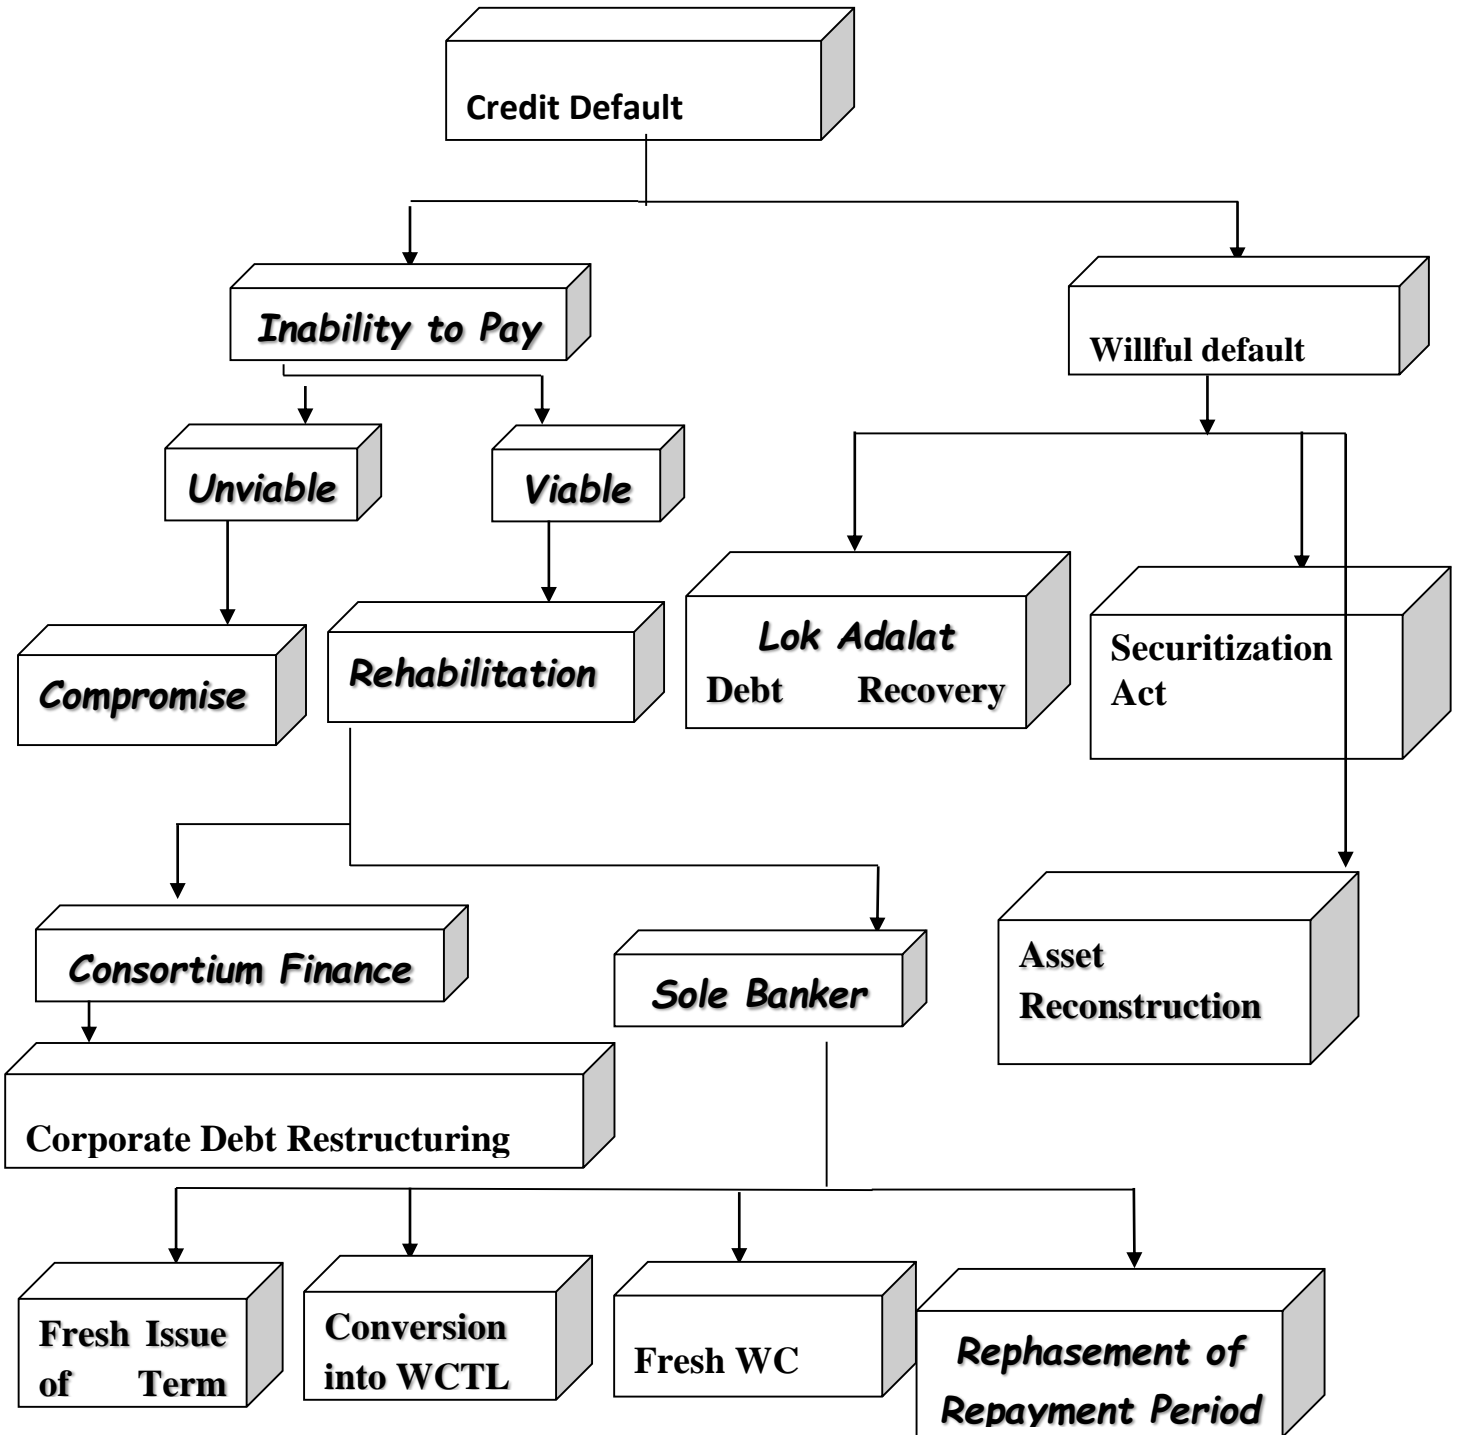 Credit Default
Inability to Pay
Willful default
Unviable
Viable
Compromise
Rehabilitation
Lok Adalat
Debt Recovery
Securitization
Act
Consortium Finance
Sole Banker
Asset
Reconstruction
Corporate Debt Restructuring
Fresh Issue
of Term
Conversion
into WCTL
Fresh WC
Rephasement of
Repayment Period